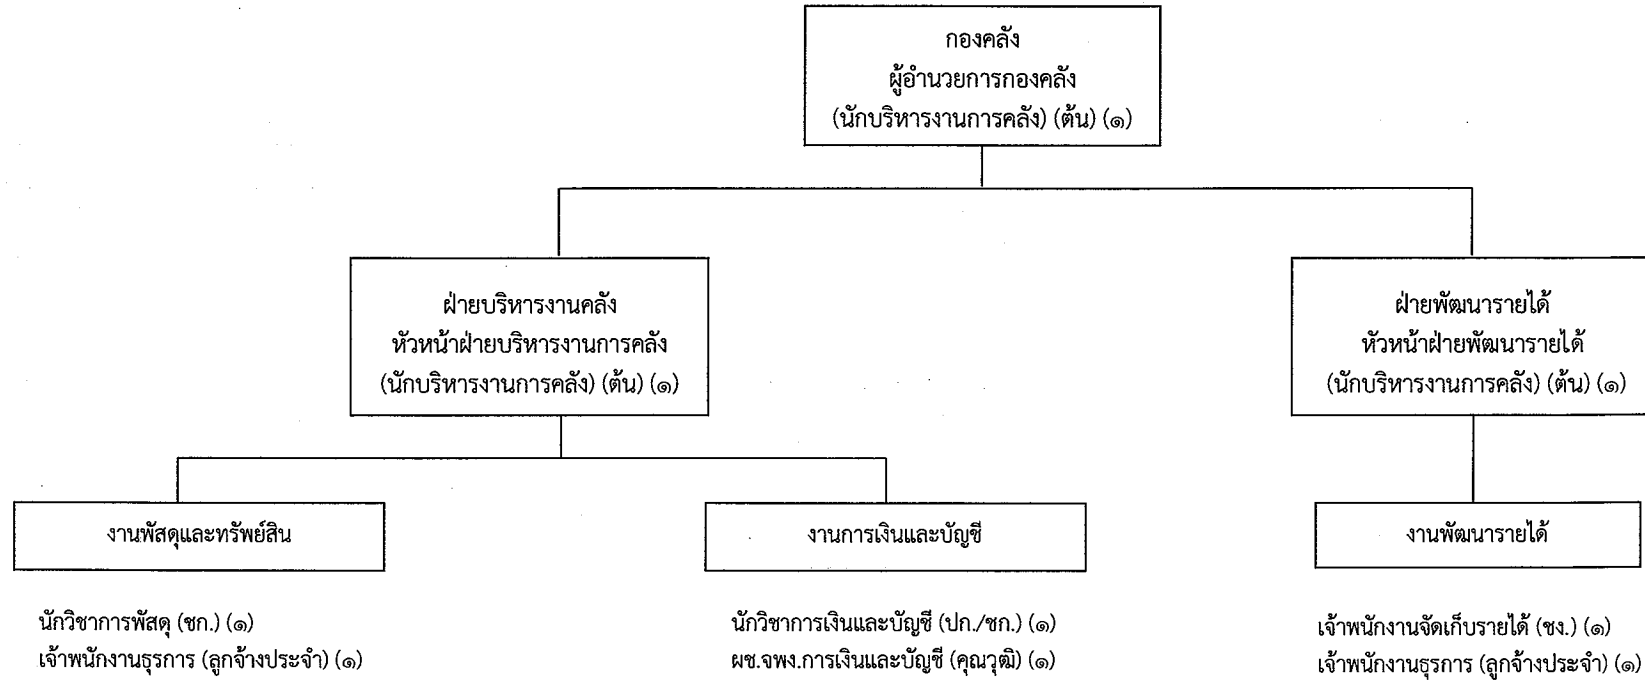 กองคลัง
ผู้อำนวยการกองคลัง
(นักบริหารงานการคลัง) (ต้น) (๑)
ฝ่ายบริหารงานคลัง
หัวหน้าฝ่ายบริหารงานการคลัง
(นักบริหารงานการคลัง) (ต้น) (๑)
ฝ่ายพัฒนารายได้
หัวหน้าฝ่ายพัฒนารายได้
(นักบริหารงานการคลัง) (ต้น) (๑)
งานพัสดุและทรัพย์สิน
งานการเงินและบัญชี
งานพัฒนารายได้
นักวิชาการพัสดุ (ชก.) (๑)
เจ้าพนักงานธุรการ (ลูกจ้างประจำ) (๑)
นักวิชาการเงินและบัญชี (ปก./ชก.) (๑)
ผช.จพง.การเงินและบัญชี (คุณวุฒิ) (๑)
เจ้าพนักงานจัดเก็บรายได้ (ชง.) (๑)
เจ้าพนักงานธุรการ (ลูกจ้างประจำ) (๑)